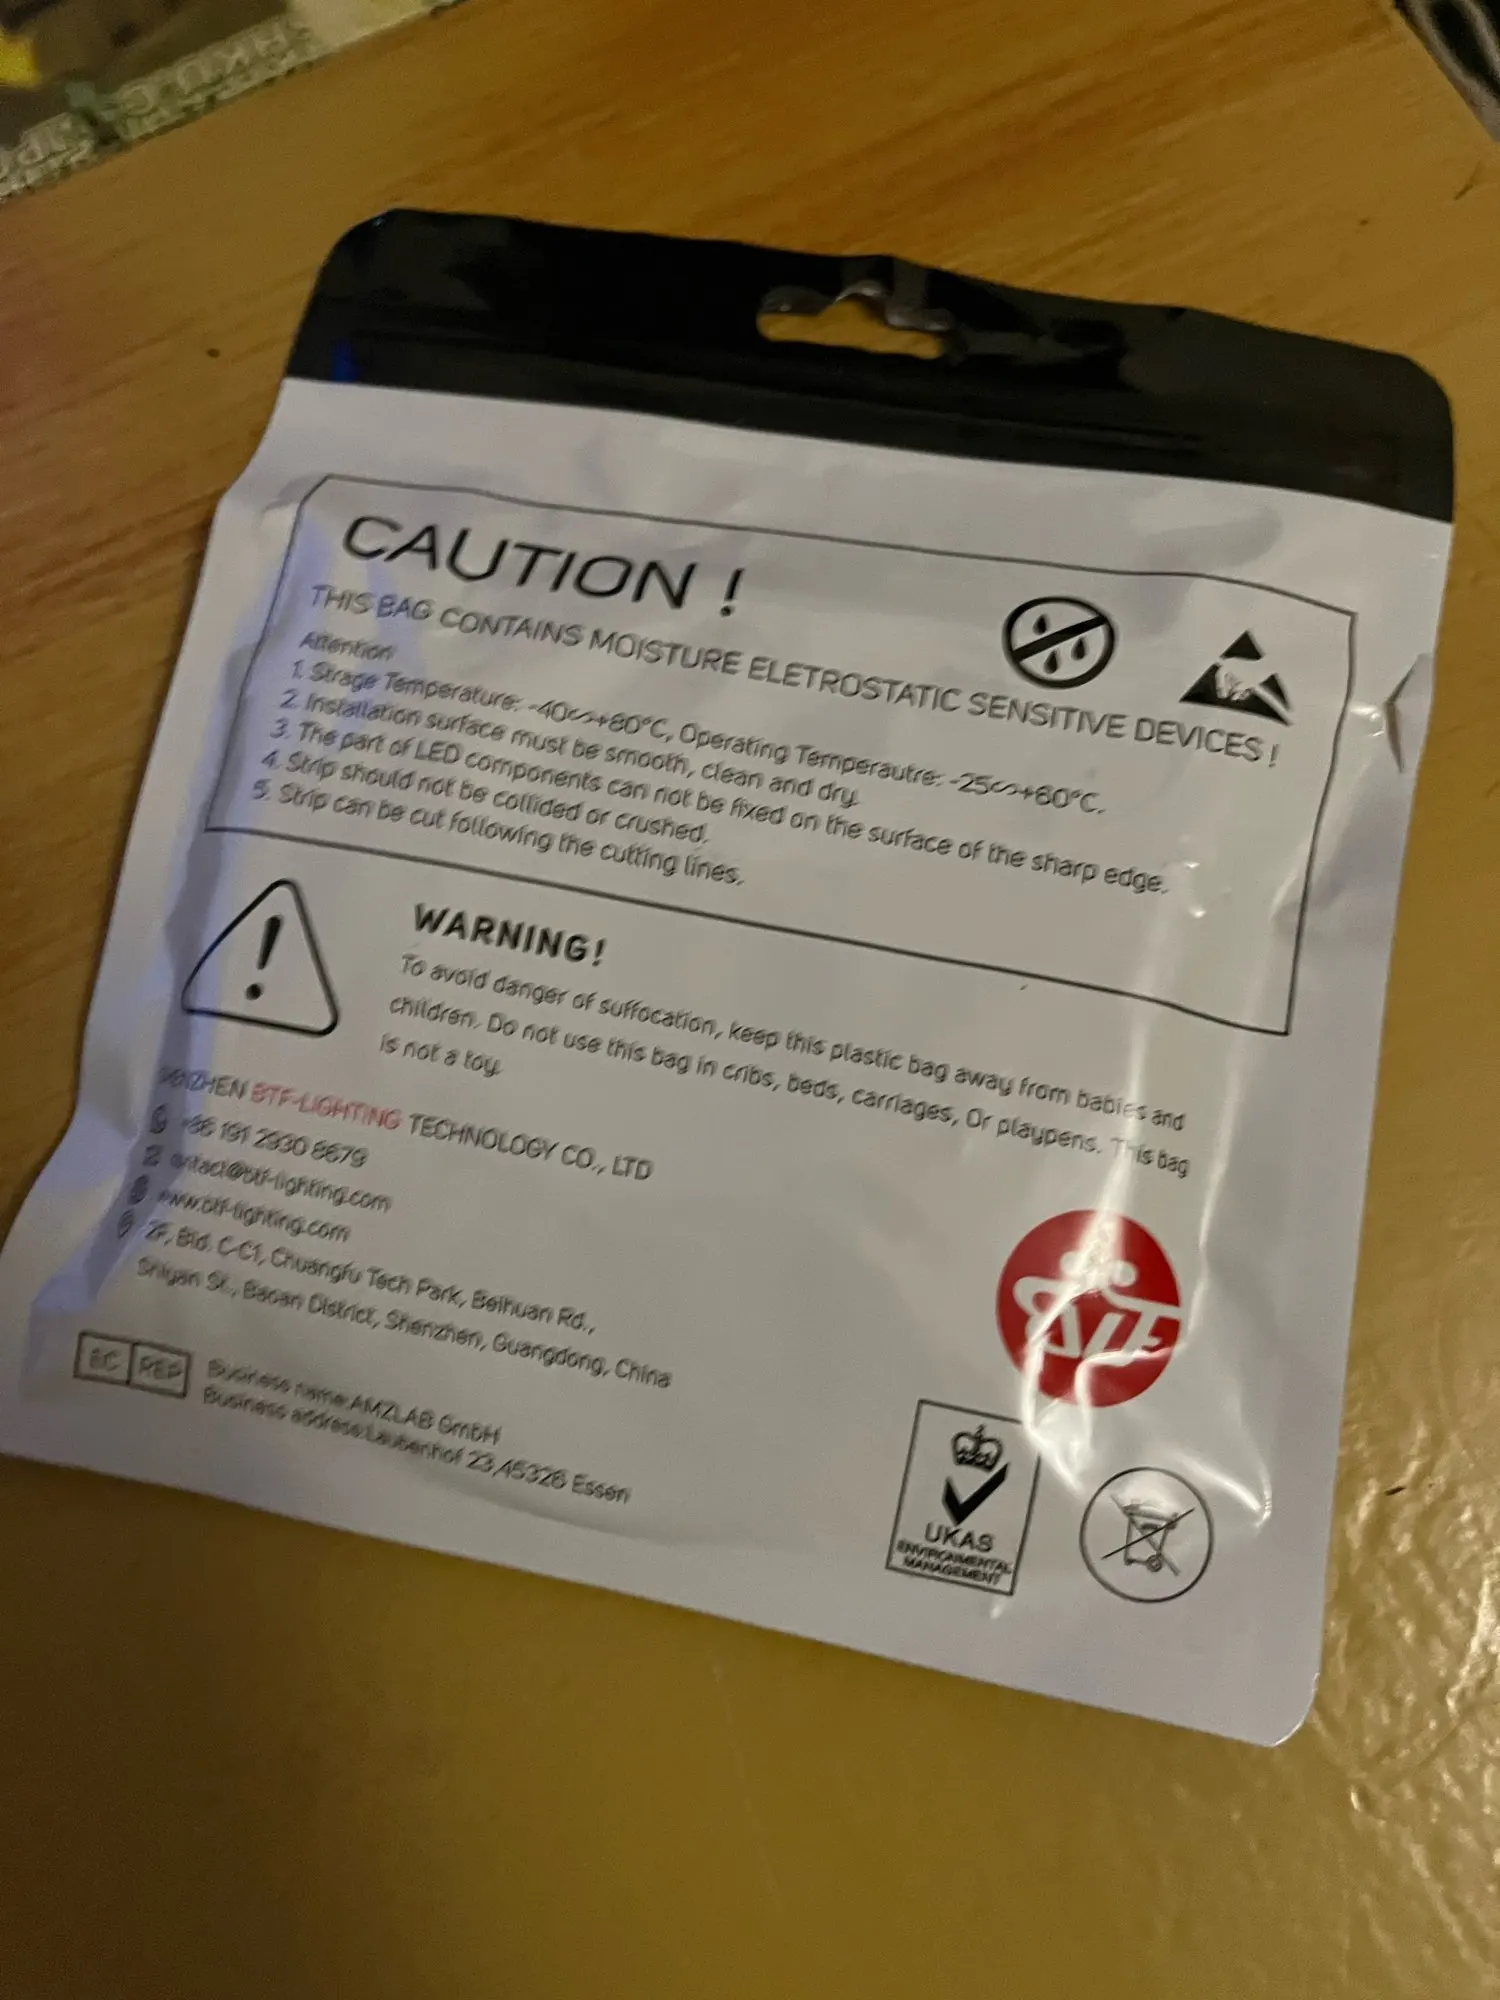 CAUTION !
THIS BAG CONTAINS MOISTURE ELETROSTATIC SENSITIVE DEVICES !
Attention
1. Strage Temperature: -40∽+80°C, Operating Temperautre: -25∽+60°C.
2. Installation surface must be smooth, clean and dry.
3. The part of LED components can not be fixed on the surface of the sharp edge.
4. Strip should not be collided or crushed.
5. Strip can be cut following the cutting lines.
WARNING!
To avoid danger of suffocation, keep this plastic bag away from babies and
children. Do not use this bag in cribs, beds, carriages, Or playpens. This bag
is not a toy.
SHENZHEN BTF-LIGHTING TECHNOLOGY CO., LTD
+86 191 2930 8679
contact@btf-lighting.com
www.btf-lighting.com
2F, Bld. C-C1, Chuangfu Tech Park, Beihuan Rd.,
Shiyan St., Baoan District, Shenzhen, Guangdong, China
EC REP
Business name:AMZLAB GmbH
Business address:Laubenhof 23,45326 Essen
BTF
UKAS
ENVIRONMENTAL
MANAGEMENT